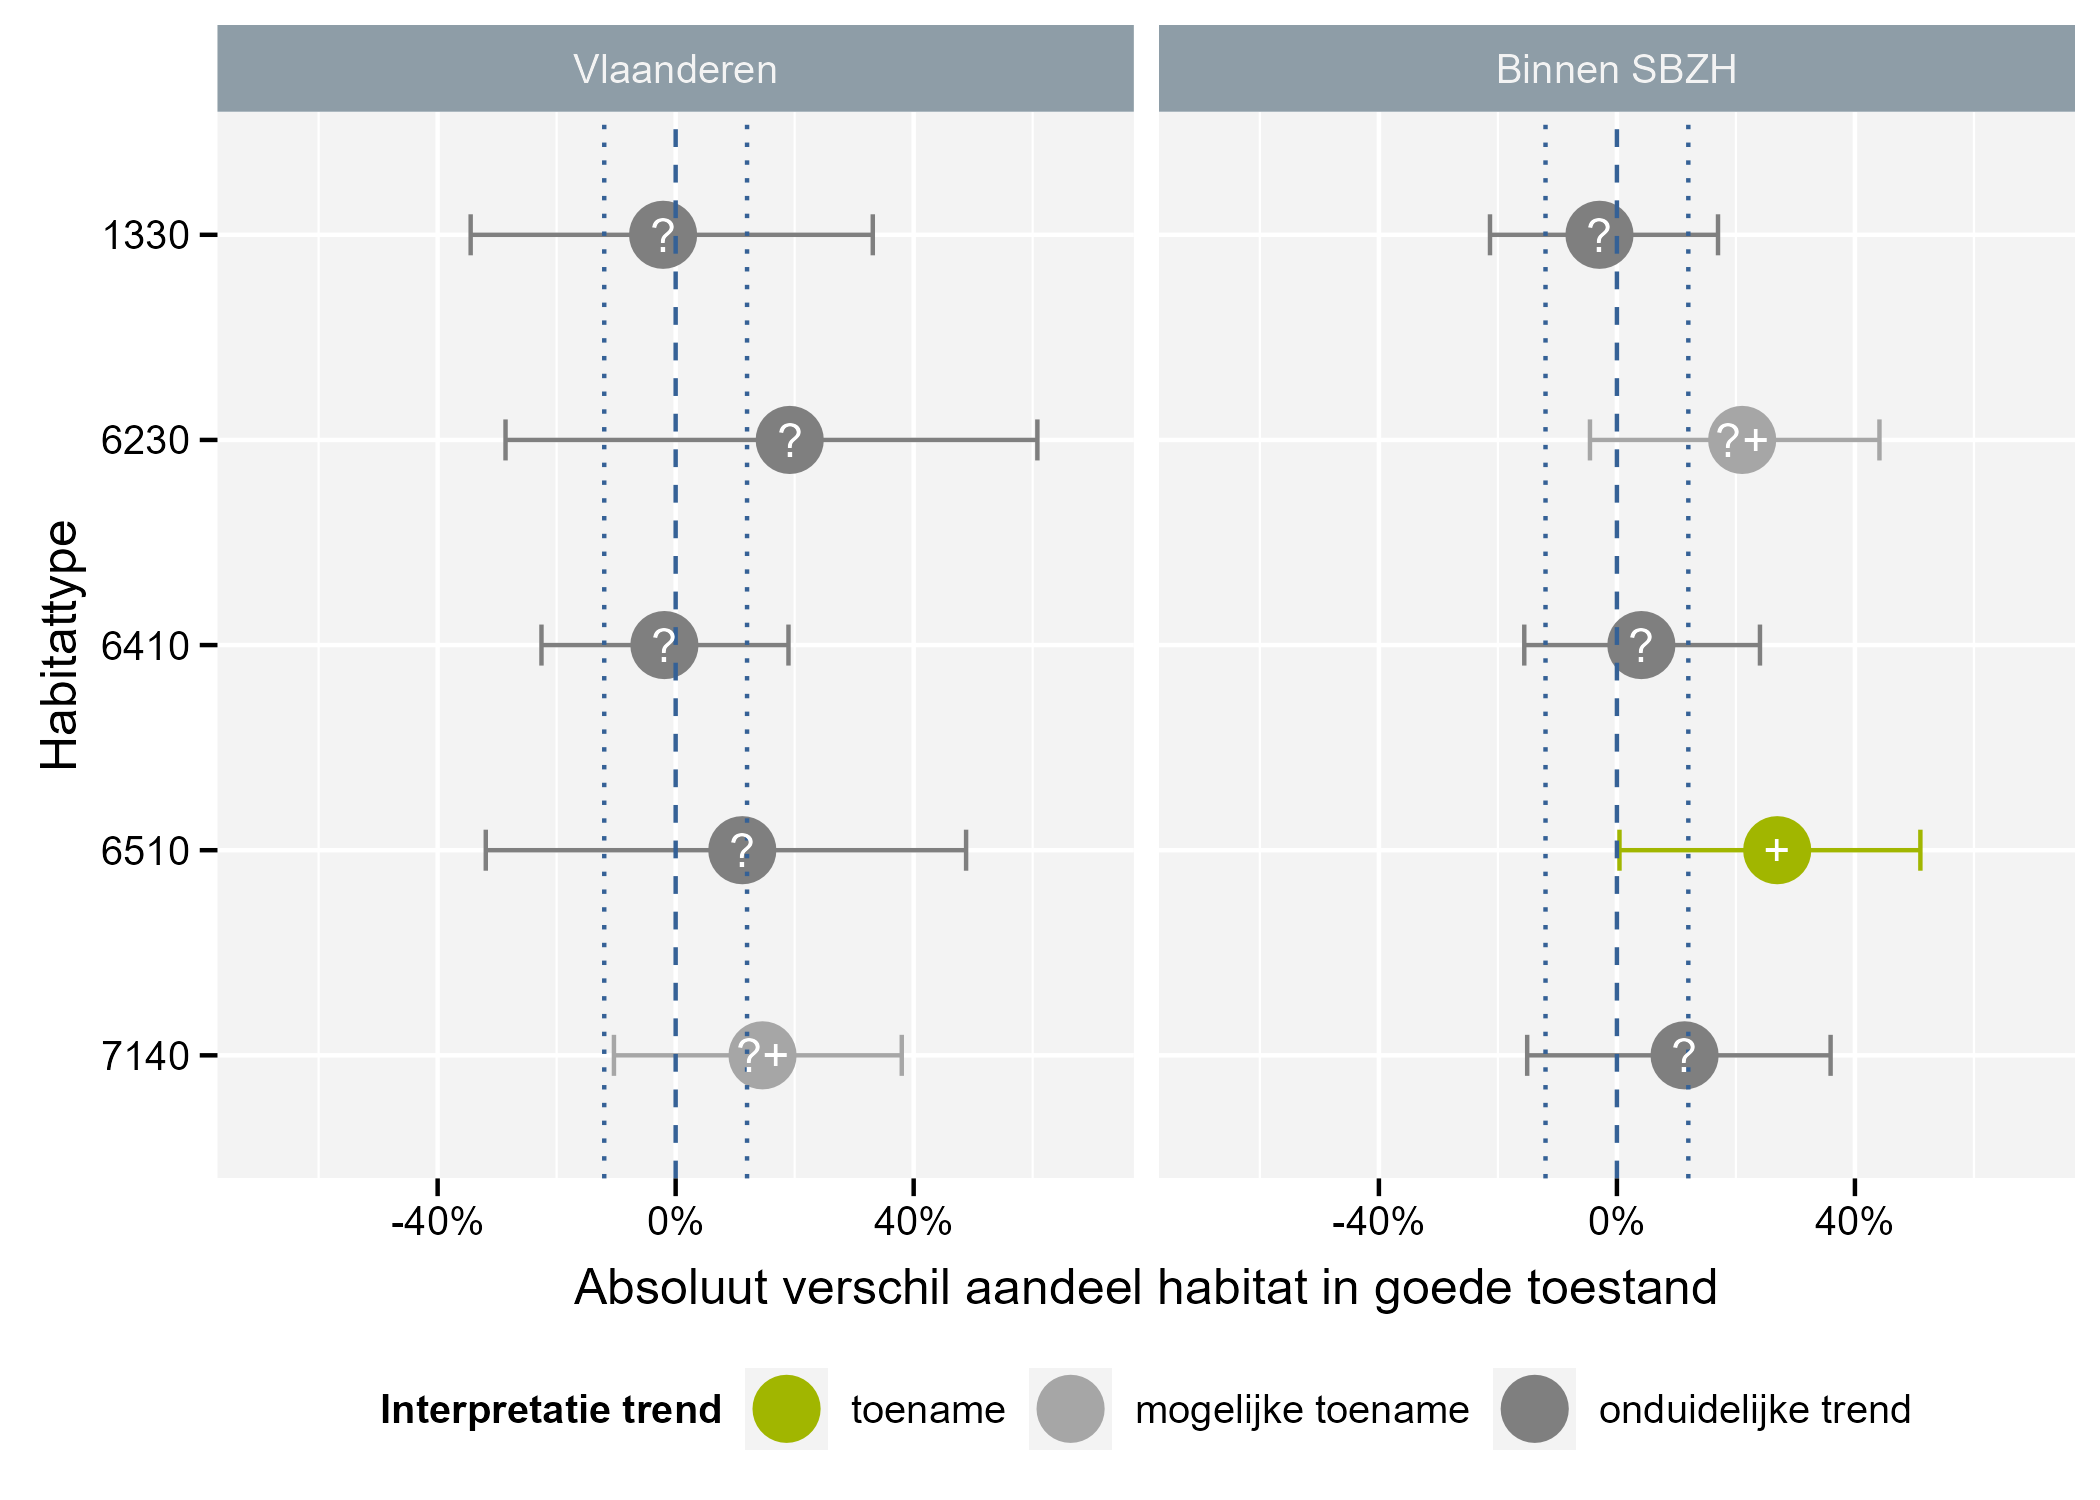 Vlaanderen
Binnen SBZH
Habitattype
1330
? ?
6230
? ?+
6410
? ?
6510
? +
7140
?+ ?
-40% 0% 40% -40% 0% 40%
Absoluut verschil aandeel habitat in goede toestand
Interpretatie trend toename mogelijke toename onduidelijke trend